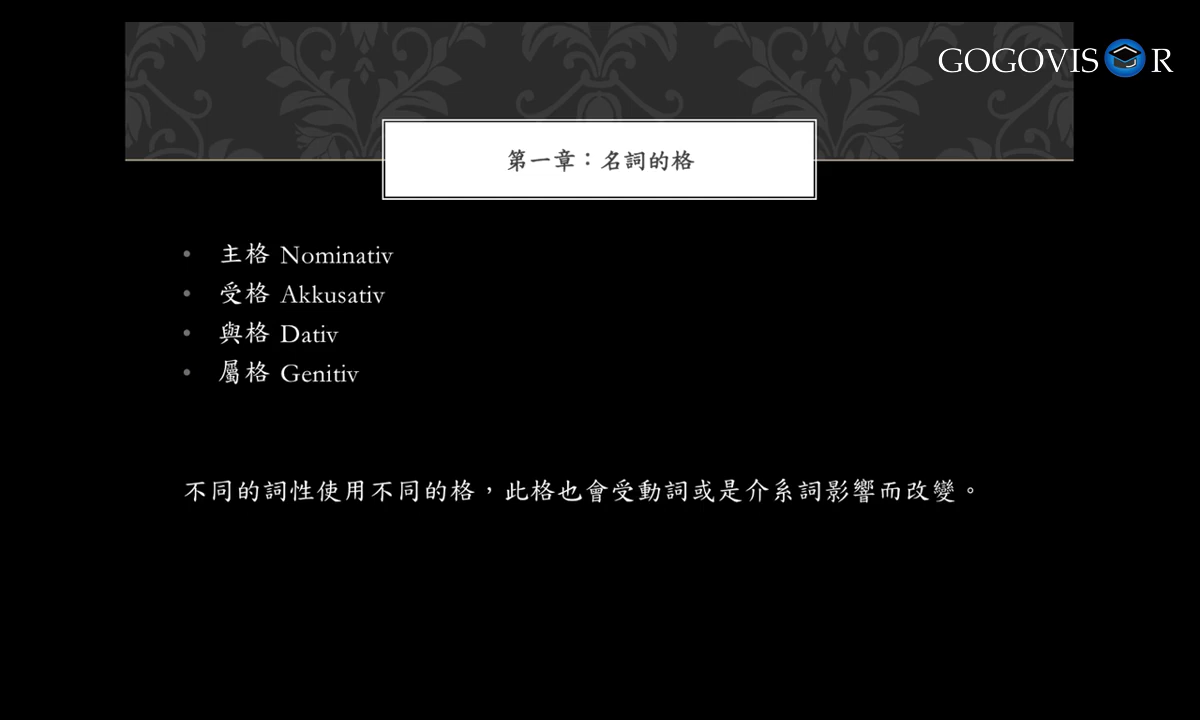 GOGOVIS R
第一章：名詞的格
• 主格 Nominativ
• 受格 Akkusativ
• 與格 Dativ
• 屬格 Genitiv
不同的詞性使用不同的格，此格也會受動詞或是介系詞影響而改變。